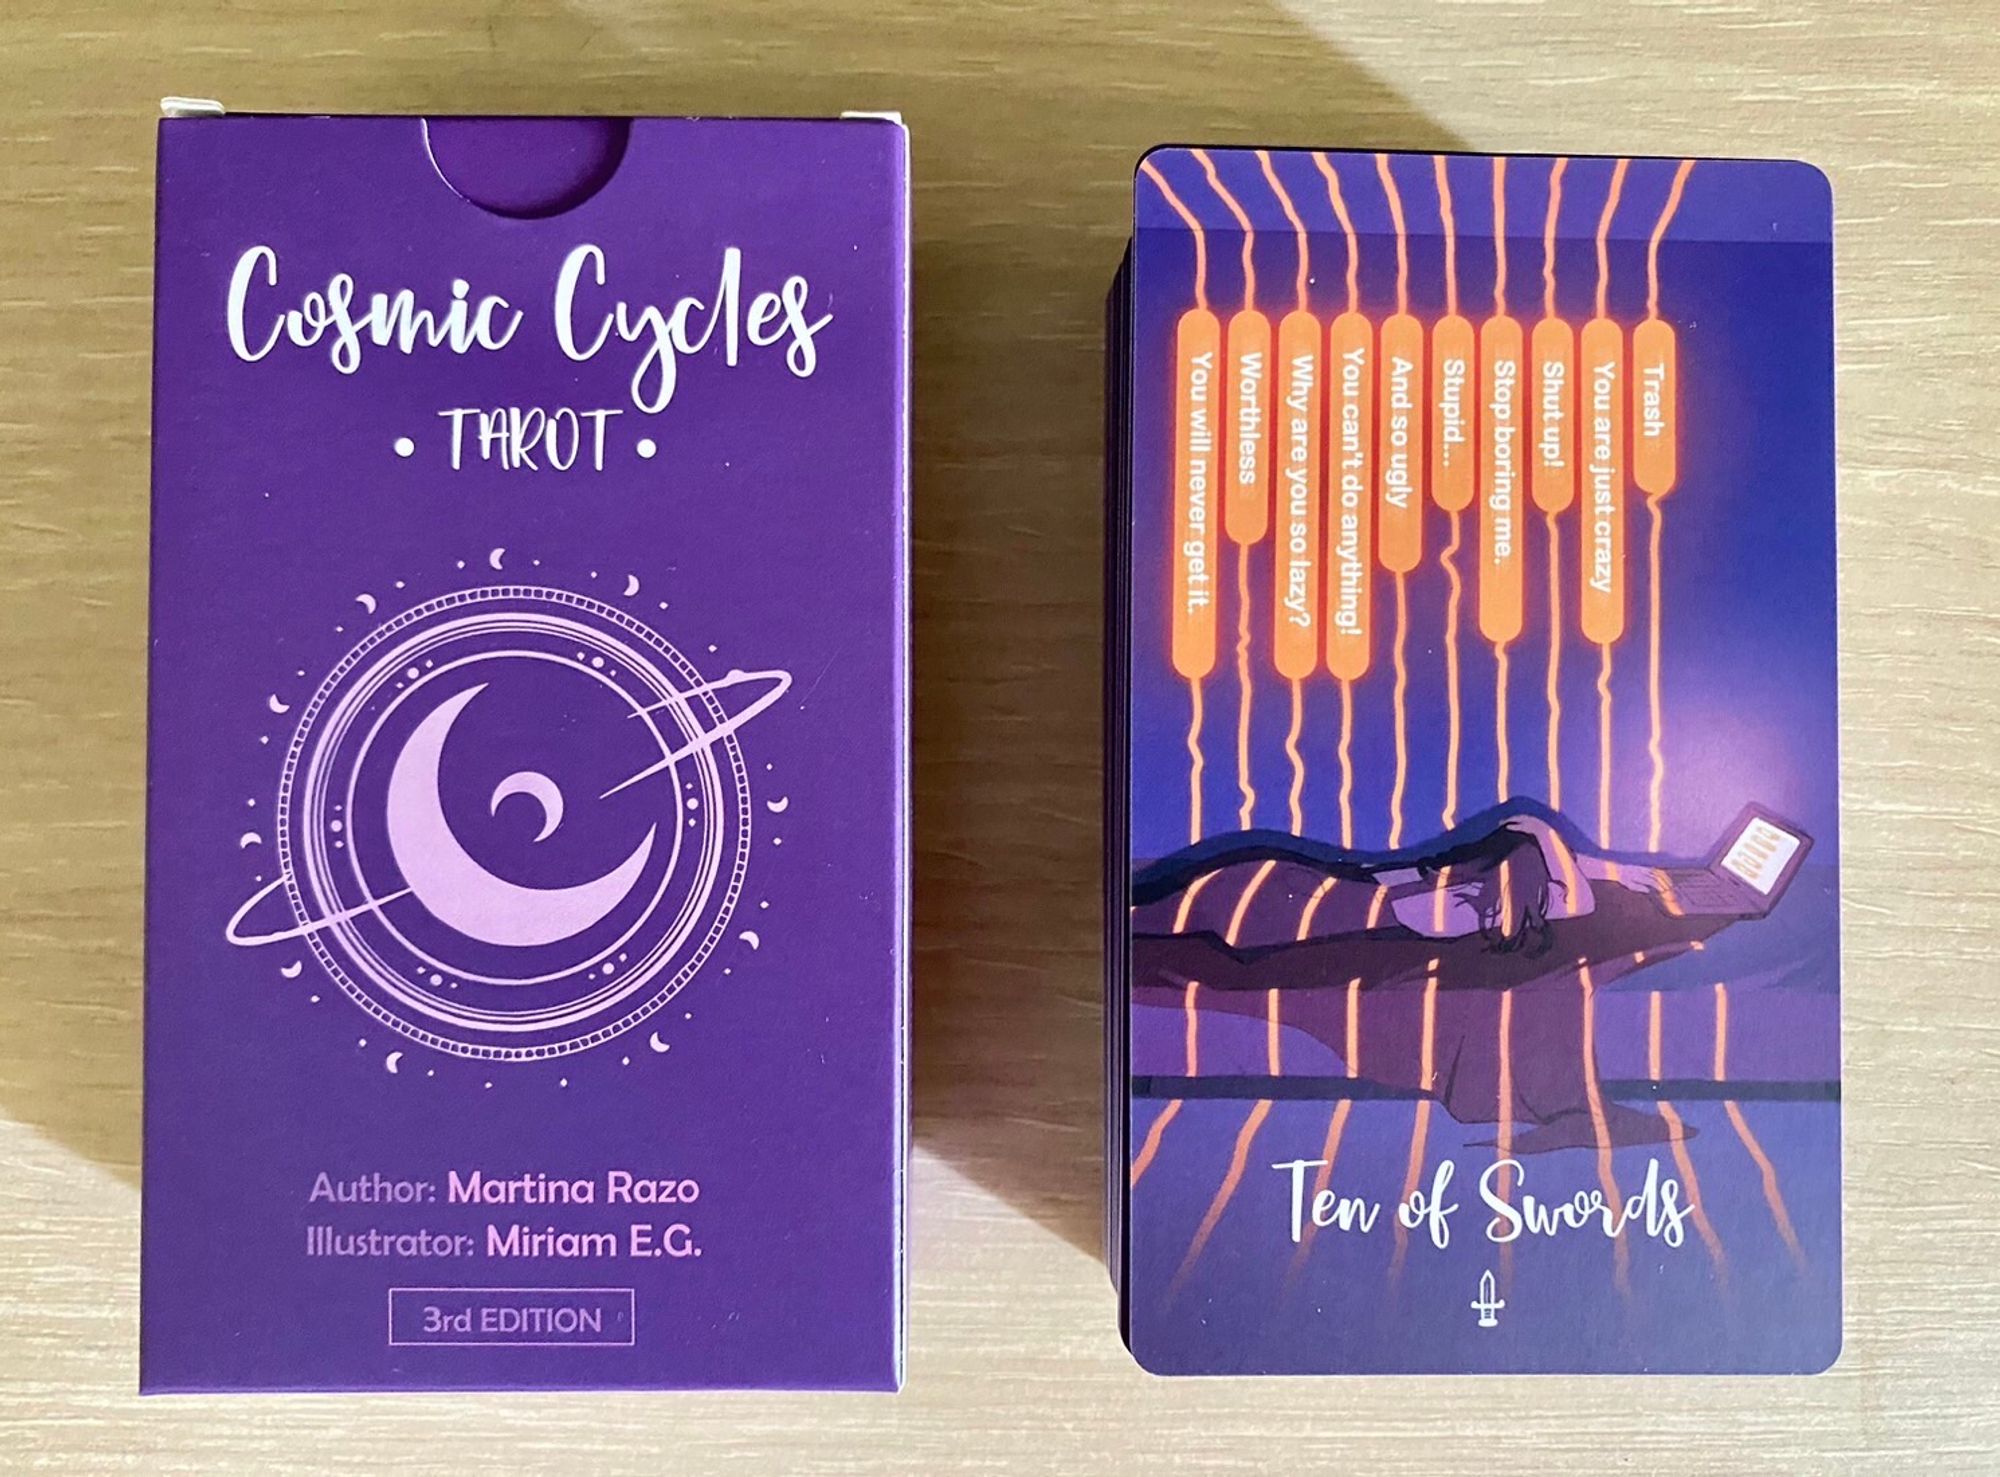 Cosmic Cycles
• TAROT •
Author: Martina Razo
Illustrator: Miriam E.G.
3rd EDITION
Trash
You are just crazy
Shut up!
Stop boring me.
Stupid...
And so ugly
You can't do anything!
Why are you so lazy?
Worthless
You will never get it.
Ten of Swords